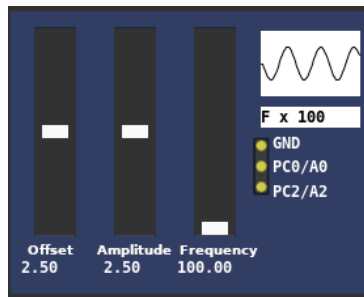 F x 100
GND
PC0/A0
PC2/A2
Offset Amplitude Frequency
2.50 2.50 100.00